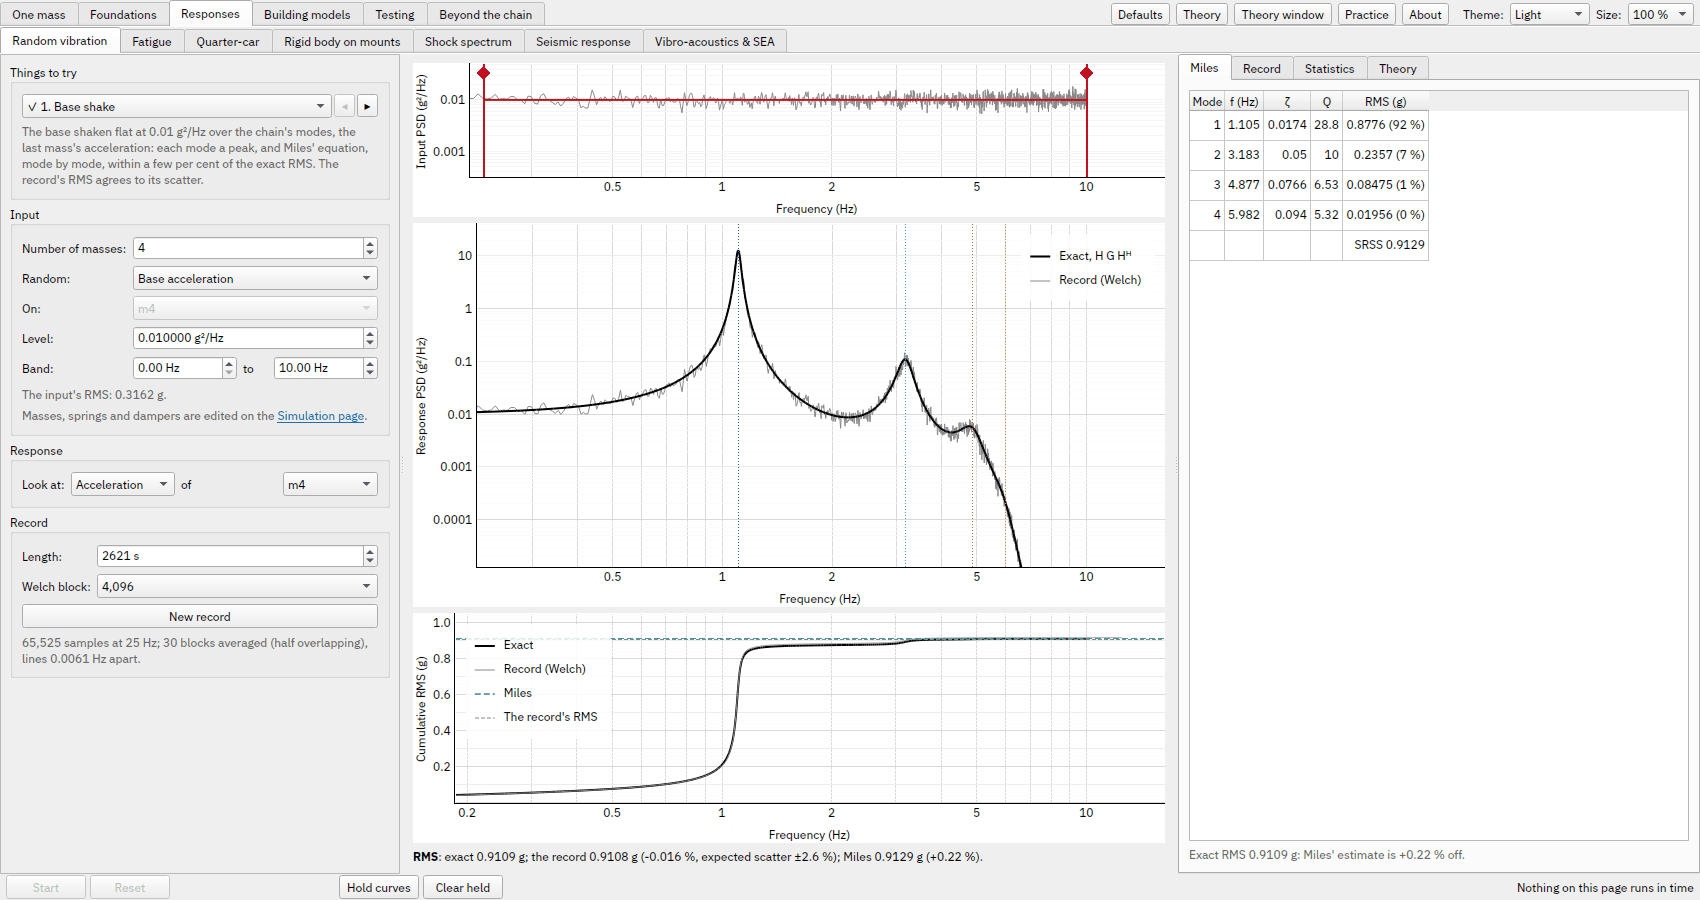 One mass
Foundations
Responses
Building models
Testing
Beyond the chain
Defaults
Theory
Theory window
Practice
About
Theme:
Light
Size:
100 %
Random vibration
Fatigue
Quarter-car
Rigid body on mounts
Shock spectrum
Seismic response
Vibro-acoustics & SEA
Things to try
✓ 1. Base shake
The base shaken flat at 0.01 g²/Hz over the chain's modes, the
last mass's acceleration: each mode a peak, and Miles' equation,
mode by mode, within a few per cent of the exact RMS. The
record's RMS agrees to its scatter.
Input
Number of masses: 4
Random: Base acceleration
On: m4
Level: 0.010000 g²/Hz
Band: 0.00 Hz to 10.00 Hz
The input's RMS: 0.3162 g.
Masses, springs and dampers are edited on the Simulation page.
Response
Look at: Acceleration of m4
Record
Length: 2621 s
Welch block: 4,096
New record
65,525 samples at 25 Hz; 30 blocks averaged (half overlapping),
lines 0.0061 Hz apart.
Start
Reset
Input PSD (g²/Hz)
0.01
0.001
0.5 1 2 5 10
Frequency (Hz)
Response PSD (g²/Hz)
10
1
0.1
0.01
0.001
0.0001
Exact, H G Hᴴ
Record (Welch)
0.5 1 2 5 10
Frequency (Hz)
Cumulative RMS (g)
1.0
0.8
0.6
0.4
0.2
Exact
Record (Welch)
Miles
The record's RMS
0.2 0.5 1 2 5 10
Frequency (Hz)
RMS: exact 0.9109 g; the record 0.9108 g (-0.016 %, expected scatter ±2.6 %); Miles 0.9129 g (+0.22 %).
Hold curves
Clear held
Miles
Record
Statistics
Theory
Mode f (Hz) ζ Q RMS (g)
1 1.105 0.0174 28.8 0.8776 (92 %)
2 3.183 0.05 10 0.2357 (7 %)
3 4.877 0.0766 6.53 0.08475 (1 %)
4 5.982 0.094 5.32 0.01956 (0 %)
SRSS 0.9129
Exact RMS 0.9109 g: Miles' estimate is +0.22 % off.
Nothing on this page runs in time